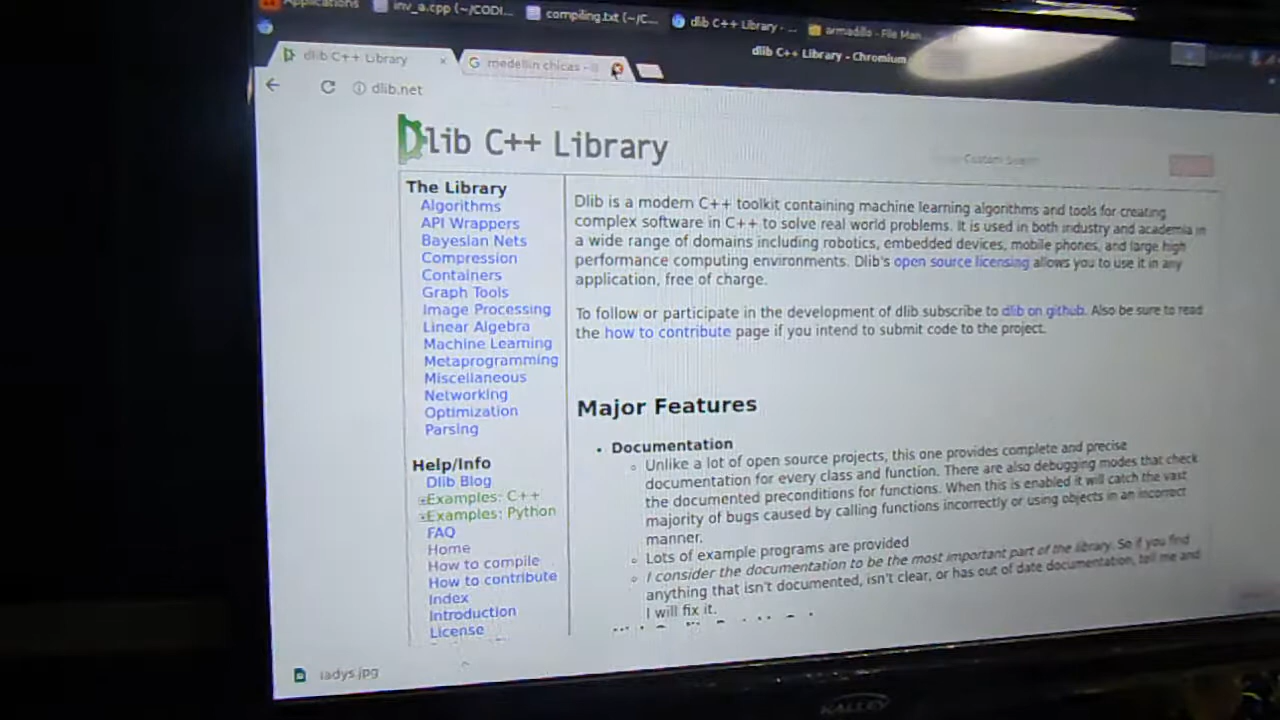 Applications
inv_a.cpp (~/CODI...
compiling.txt (~/C...
dlib C++ Library - ...
armadillo - File Man...
dlib C++ Library - Chromium
dlib C++ Library
medellin chicas -
dlib.net
Dlib C++ Library
The Library
Algorithms
API Wrappers
Bayesian Nets
Compression
Containers
Graph Tools
Image Processing
Linear Algebra
Machine Learning
Metaprogramming
Miscellaneous
Networking
Optimization
Parsing
Help/Info
Dlib Blog
Examples: C++
Examples: Python
FAQ
Home
How to compile
How to contribute
Index
Introduction
License
Dlib is a modern C++ toolkit containing machine learning algorithms and tools for creating
complex software in C++ to solve real world problems. It is used in both industry and academia in
a wide range of domains including robotics, embedded devices, mobile phones, and large high
performance computing environments. Dlib's open source licensing allows you to use it in any
application, free of charge.
To follow or participate in the development of dlib subscribe to dlib on github. Also be sure to read
the how to contribute page if you intend to submit code to the project.
Major Features
• Documentation
Unlike a lot of open source projects, this one provides complete and precise
documentation for every class and function. There are also debugging modes that check
the documented preconditions for functions. When this is enabled it will catch the vast
majority of bugs caused by calling functions incorrectly or using objects in an incorrect
manner.
Lots of example programs are provided
I consider the documentation to be the most important part of the library. So if you find
anything that isn't documented, isn't clear, or has out of date documentation, tell me and
I will fix it.
KALLEY